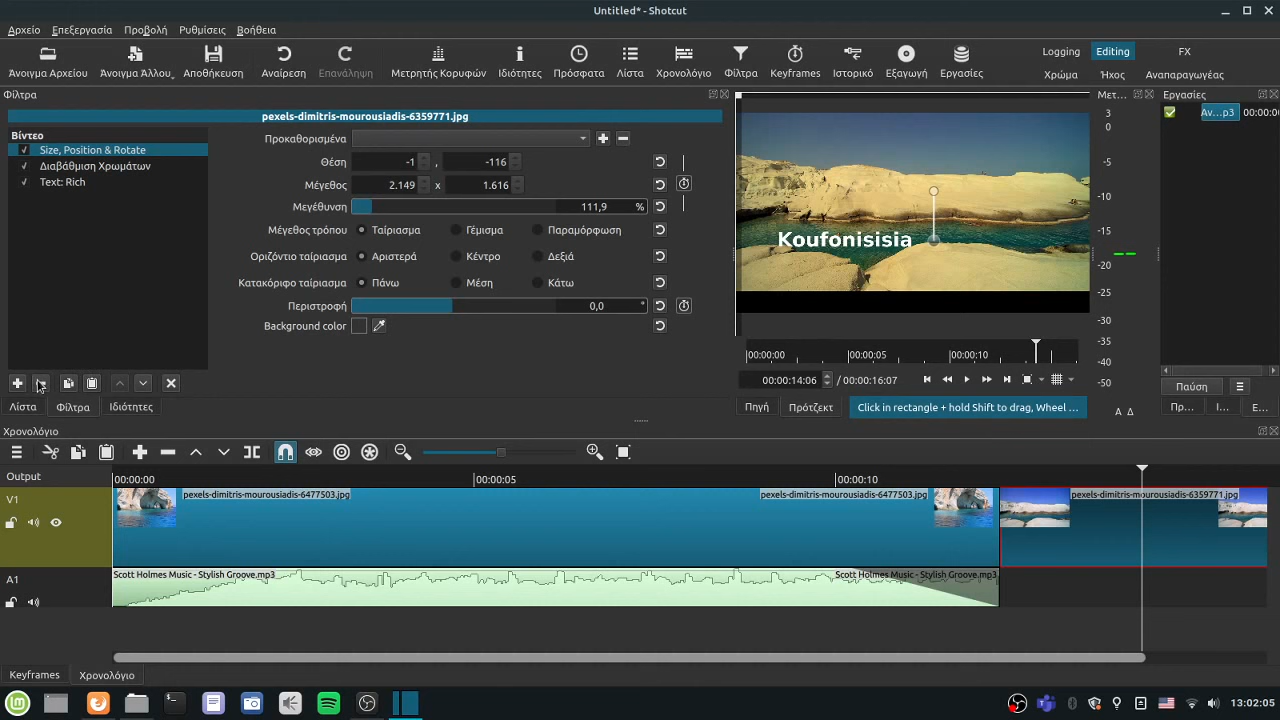 Untitled* - Shotcut
Αρχείο Επεξεργασία Προβολή Ρυθμίσεις Βοήθεια
Άνοιγμα Αρχείου Άνοιγμα Άλλου. Αποθήκευση Αναίρεση Επανάληψη Μετρητής Κορυφών Ιδιότητες Πρόσφατα Λίστα Χρονολόγιο Φίλτρα Keyframes Ιστορικό Εξαγωγή Εργασίες
Logging Editing FX
Χρώμα Ήχος Αναπαραγωγέας
Φίλτρα
pexels-dimitris-mourousiadis-6359771.jpg
Βίντεο
Size, Position & Rotate
Διαβάθμιση Χρωμάτων
Text: Rich
Προκαθορισμένα
Θέση -1 , -116
Μέγεθος 2.149 x 1.616
Μεγέθυνση 111,9 %
Μέγεθος τρόπου Ταίριασμα Γέμισμα Παραμόρφωση
Οριζόντιο ταίριασμα Αριστερά Κέντρο Δεξιά
Κατακόρυφο ταίριασμα Πάνω Μέση Κάτω
Περιστροφή 0,0 °
Background color
Λίστα Φίλτρα Ιδιότητες
Koufonisisia
00:00:00 00:00:05 00:00:10
00:00:14:06 / 00:00:16:07
Πηγή Πρότζεκτ Click in rectangle + hold Shift to drag, Wheel ...
Μετ...
3
0
-5
-10
-15
-20
-25
-30
-35
-40
-50
Α Δ
Εργασίες
Av...p3 00:00:0
Παύση
Πρ... Ι... Ε...
Χρονολόγιο
Output 00:00:00 00:00:05 00:00:10
V1 pexels-dimitris-mourousiadis-6477503.jpg pexels-dimitris-mourousiadis-6477503.jpg pexels-dimitris-mourousiadis-6359771.jpg
A1 Scott Holmes Music - Stylish Groove.mp3 Scott Holmes Music - Stylish Groove.mp3
Keyframes Χρονολόγιο
13:02:05